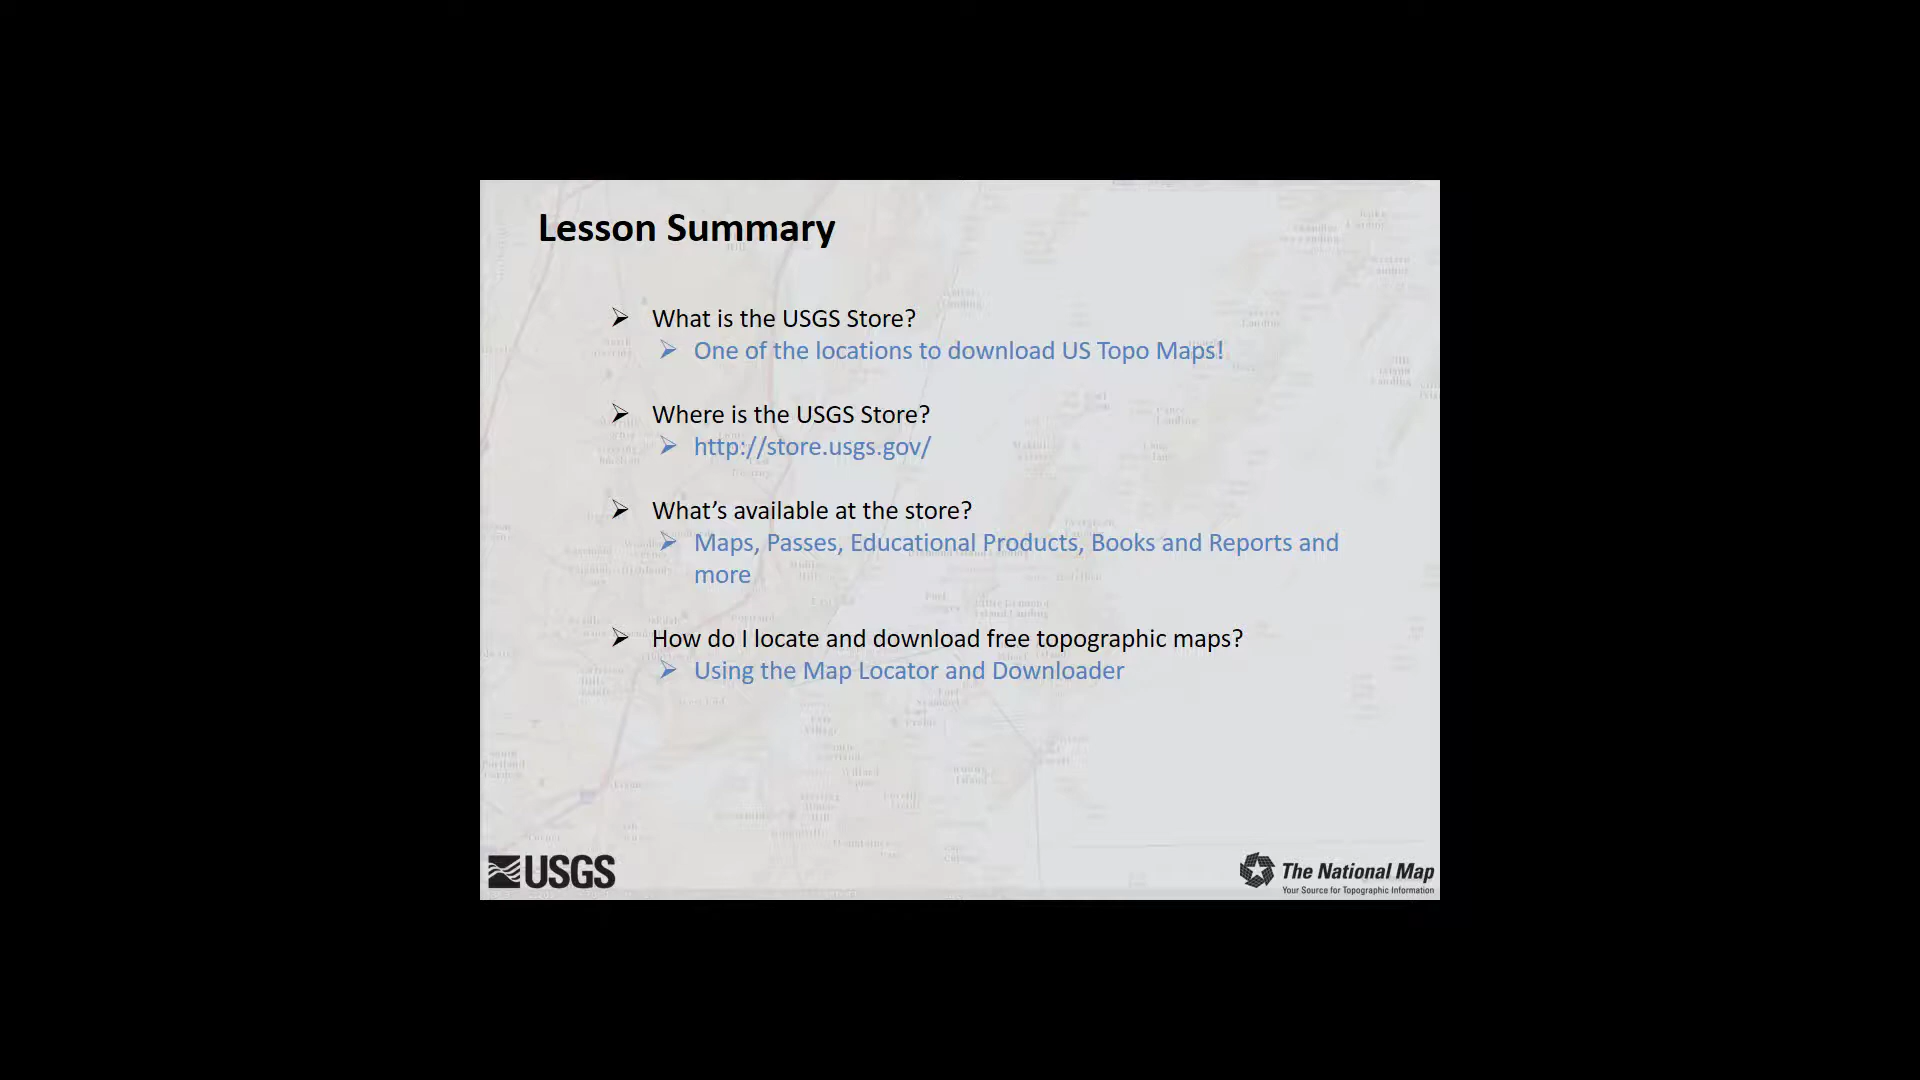 Lesson Summary
What is the USGS Store?
One of the locations to download US Topo Maps!
Where is the USGS Store?
http://store.usgs.gov/
What’s available at the store?
Maps, Passes, Educational Products, Books and Reports and
more
How do I locate and download free topographic maps?
Using the Map Locator and Downloader
USGS
The National Map
Your Source for Topographic Information